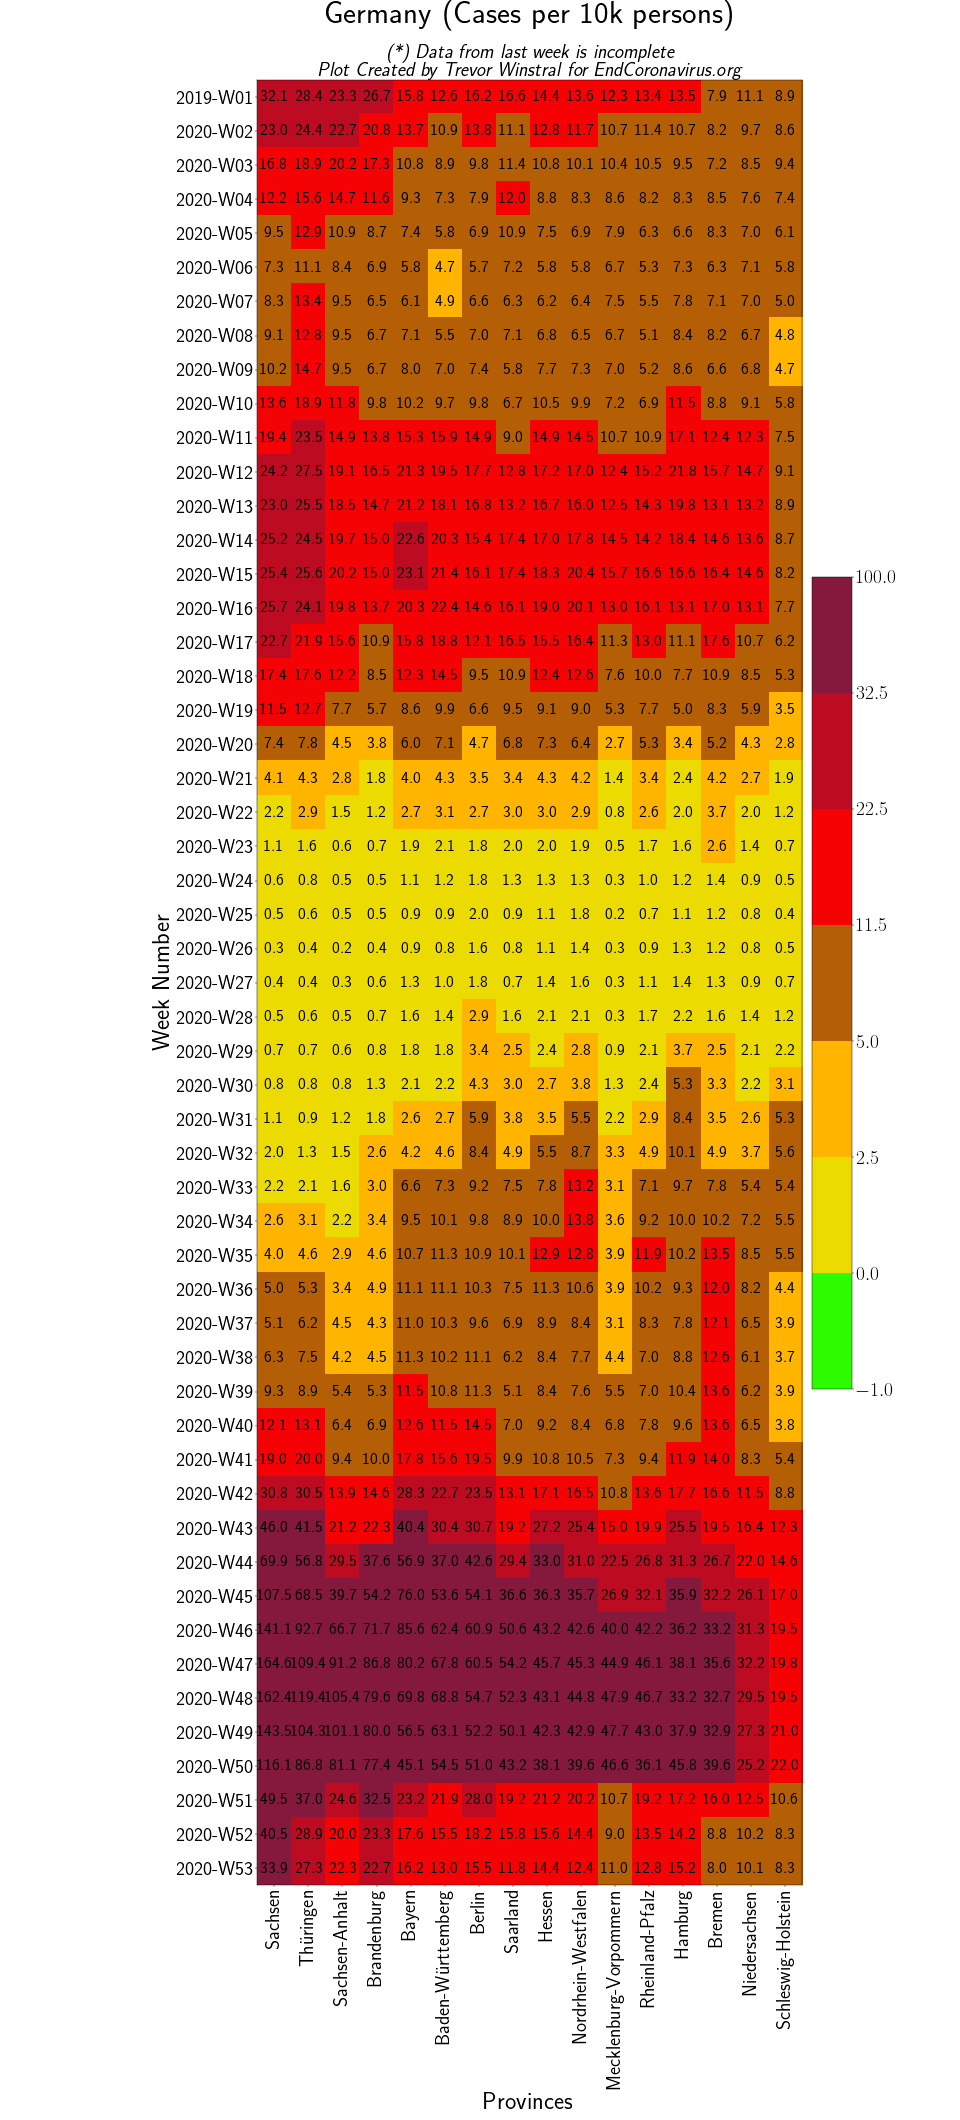 Germany (Cases per 10k persons)
(*) Data from last week is incomplete
Plot Created by Trevor Winstral for EndCoronavirus.org
2019-W01 32.1 28.4 23.3 26.7 15.8 12.6 16.2 16.6 14.4 13.6 12.3 13.4 13.5 7.9 11.1 8.9
2020-W02 23.0 24.4 22.7 20.8 13.7 10.9 13.8 11.1 12.8 11.7 10.7 11.4 10.7 8.2 9.7 8.6
2020-W03 16.8 18.9 20.2 17.3 10.8 8.9 9.8 11.4 10.8 10.1 10.4 10.5 9.5 7.2 8.5 9.4
2020-W04 12.2 15.6 14.7 11.6 9.3 7.3 7.9 12.0 8.8 8.3 8.6 8.2 8.3 8.5 7.6 7.4
2020-W05 9.5 12.9 10.9 8.7 7.4 5.8 6.9 10.9 7.5 6.9 7.9 6.3 6.6 8.3 7.0 6.1
2020-W06 7.3 11.1 8.4 6.9 5.8 4.7 5.7 7.2 5.8 5.8 6.7 5.3 7.3 6.3 7.1 5.8
2020-W07 8.3 13.4 9.5 6.5 6.1 4.9 6.6 6.3 6.2 6.4 7.5 5.5 7.8 7.1 7.0 5.0
2020-W08 9.1 12.8 9.5 6.7 7.1 5.5 7.0 7.1 6.8 6.5 6.7 5.1 8.4 8.2 6.7 4.8
2020-W09 10.2 14.7 9.5 6.7 8.0 7.0 7.4 5.8 7.7 7.3 7.0 5.2 8.6 6.6 6.8 4.7
2020-W10 13.6 18.9 11.8 9.8 10.2 9.7 9.8 6.7 10.5 9.9 7.2 6.9 11.5 8.8 9.1 5.8
2020-W11 19.4 23.5 14.9 13.8 15.3 15.9 14.9 9.0 14.9 14.5 10.7 10.9 17.1 12.4 12.3 7.5
2020-W12 24.2 27.5 19.1 16.5 21.3 19.5 17.7 12.8 17.2 17.0 12.4 15.2 21.8 15.7 14.7 9.1
2020-W13 23.0 25.5 18.5 14.7 21.2 18.1 16.8 13.2 16.7 16.0 12.5 14.3 19.8 13.1 13.2 8.9
2020-W14 25.2 24.5 19.7 15.0 22.6 20.3 15.4 17.4 17.0 17.8 14.5 14.2 18.4 14.6 13.6 8.7
2020-W15 25.4 25.6 20.2 15.0 23.1 21.4 16.1 17.4 18.3 20.4 15.7 16.6 16.6 16.4 14.6 8.2
2020-W16 25.7 24.1 19.8 13.7 20.3 22.4 14.6 16.1 19.0 20.1 13.0 16.1 13.1 17.0 13.1 7.7
2020-W17 22.7 21.9 15.6 10.9 15.8 18.8 12.1 16.5 15.5 16.4 11.3 13.0 11.1 17.6 10.7 6.2
2020-W18 17.4 17.6 12.2 8.5 12.3 14.5 9.5 10.9 12.4 12.6 7.6 10.0 7.7 10.9 8.5 5.3
2020-W19 11.5 12.7 7.7 5.7 8.6 9.9 6.6 9.5 9.1 9.0 5.3 7.7 5.0 8.3 5.9 3.5
2020-W20 7.4 7.8 4.5 3.8 6.0 7.1 4.7 6.8 7.3 6.4 2.7 5.3 3.4 5.2 4.3 2.8
2020-W21 4.1 4.3 2.8 1.8 4.0 4.3 3.5 3.4 4.3 4.2 1.4 3.4 2.4 4.2 2.7 1.9
2020-W22 2.2 2.9 1.5 1.2 2.7 3.1 2.7 3.0 3.0 2.9 0.8 2.6 2.0 3.7 2.0 1.2
2020-W23 1.1 1.6 0.6 0.7 1.9 2.1 1.8 2.0 2.0 1.9 0.5 1.7 1.6 2.6 1.4 0.7
2020-W24 0.6 0.8 0.5 0.5 1.1 1.2 1.8 1.3 1.3 1.3 0.3 1.0 1.2 1.4 0.9 0.5
2020-W25 0.5 0.6 0.5 0.5 0.9 0.9 2.0 0.9 1.1 1.8 0.2 0.7 1.1 1.2 0.8 0.4
2020-W26 0.3 0.4 0.2 0.4 0.9 0.8 1.6 0.8 1.1 1.4 0.3 0.9 1.3 1.2 0.8 0.5
2020-W27 0.4 0.4 0.3 0.6 1.3 1.0 1.8 0.7 1.4 1.6 0.3 1.1 1.4 1.3 0.9 0.7
2020-W28 0.5 0.6 0.5 0.7 1.6 1.4 2.9 1.6 2.1 2.1 0.3 1.7 2.2 1.6 1.4 1.2
2020-W29 0.7 0.7 0.6 0.8 1.8 1.8 3.4 2.5 2.4 2.8 0.9 2.1 3.7 2.5 2.1 2.2
2020-W30 0.8 0.8 0.8 1.3 2.1 2.2 4.3 3.0 2.7 3.8 1.3 2.4 5.3 3.3 2.2 3.1
2020-W31 1.1 0.9 1.2 1.8 2.6 2.7 5.9 3.8 3.5 5.5 2.2 2.9 8.4 3.5 2.6 5.3
2020-W32 2.0 1.3 1.5 2.6 4.2 4.6 8.4 4.9 5.5 8.7 3.3 4.9 10.1 4.9 3.7 5.6
2020-W33 2.2 2.1 1.6 3.0 6.6 7.3 9.2 7.5 7.8 13.2 3.1 7.1 9.7 7.8 5.4 5.4
2020-W34 2.6 3.1 2.2 3.4 9.5 10.1 9.8 8.9 10.0 13.8 3.6 9.2 10.0 10.2 7.2 5.5
2020-W35 4.0 4.6 2.9 4.6 10.7 11.3 10.9 10.1 12.9 12.8 3.9 11.9 10.2 13.5 8.5 5.5
2020-W36 5.0 5.3 3.4 4.9 11.1 11.1 10.3 7.5 11.3 10.6 3.9 10.2 9.3 12.0 8.2 4.4
2020-W37 5.1 6.2 4.5 4.3 11.0 10.3 9.6 6.9 8.9 8.4 3.1 8.3 7.8 12.1 6.5 3.9
2020-W38 6.3 7.5 4.2 4.5 11.3 10.2 11.1 6.2 8.4 7.7 4.4 7.0 8.8 12.6 6.1 3.7
2020-W39 9.3 8.9 5.4 5.3 11.5 10.8 11.3 5.1 8.4 7.6 5.5 7.0 10.4 13.6 6.2 3.9
2020-W40 12.1 13.1 6.4 6.9 12.6 11.5 14.5 7.0 9.2 8.4 6.8 7.8 9.6 13.6 6.5 3.8
2020-W41 19.0 20.0 9.4 10.0 17.8 15.6 19.5 9.9 10.8 10.5 7.3 9.4 11.9 14.0 8.3 5.4
2020-W42 30.8 30.5 13.9 14.6 28.3 22.7 23.5 13.1 17.1 16.5 10.8 13.6 17.7 16.6 11.5 8.8
2020-W43 46.0 41.5 21.2 22.3 40.4 30.4 30.7 19.2 27.2 25.4 15.0 19.9 25.5 19.5 16.4 12.3
2020-W44 69.9 56.8 29.5 37.6 56.9 37.0 42.6 29.4 33.0 31.0 22.5 26.8 31.3 26.7 22.0 14.6
2020-W45 107.5 68.5 39.7 54.2 76.0 53.6 54.1 36.6 36.3 35.7 26.9 32.1 35.9 32.2 26.1 17.0
2020-W46 141.1 92.7 66.7 71.7 85.6 62.4 60.9 50.6 43.2 42.6 40.0 42.2 36.2 33.2 31.3 19.5
2020-W47 164.6 109.4 91.2 86.8 80.2 67.8 60.5 54.2 45.7 45.3 44.9 46.1 38.1 35.6 32.2 19.8
2020-W48 162.4 119.4 105.4 79.6 69.8 68.8 54.7 52.3 43.1 44.8 47.9 46.7 33.2 32.7 29.5 19.5
2020-W49 143.5 104.3 101.1 80.0 56.5 63.1 52.2 50.1 42.3 42.9 47.7 43.0 37.9 32.9 27.3 21.0
2020-W50 116.1 86.8 81.1 77.4 45.1 54.5 51.0 43.2 38.1 39.6 46.6 36.1 45.8 39.6 25.2 22.0
2020-W51 49.5 37.0 24.6 32.5 23.2 21.9 28.0 19.2 21.2 20.2 10.7 19.2 17.2 16.0 12.5 10.6
2020-W52 40.5 28.9 20.0 23.3 17.6 15.5 18.2 15.8 15.6 14.4 9.0 13.5 14.2 8.8 10.2 8.3
2020-W53 33.9 27.3 22.3 22.7 16.2 13.0 15.5 11.8 14.4 12.4 11.0 12.8 15.2 8.0 10.1 8.3
Week Number
Sachsen
Thüringen
Sachsen-Anhalt
Brandenburg
Bayern
Baden-Württemberg
Berlin
Saarland
Hessen
Nordrhein-Westfalen
Mecklenburg-Vorpommern
Rheinland-Pfalz
Hamburg
Bremen
Niedersachsen
Schleswig-Holstein
Provinces
100.0
32.5
22.5
11.5
5.0
2.5
0.0
−1.0